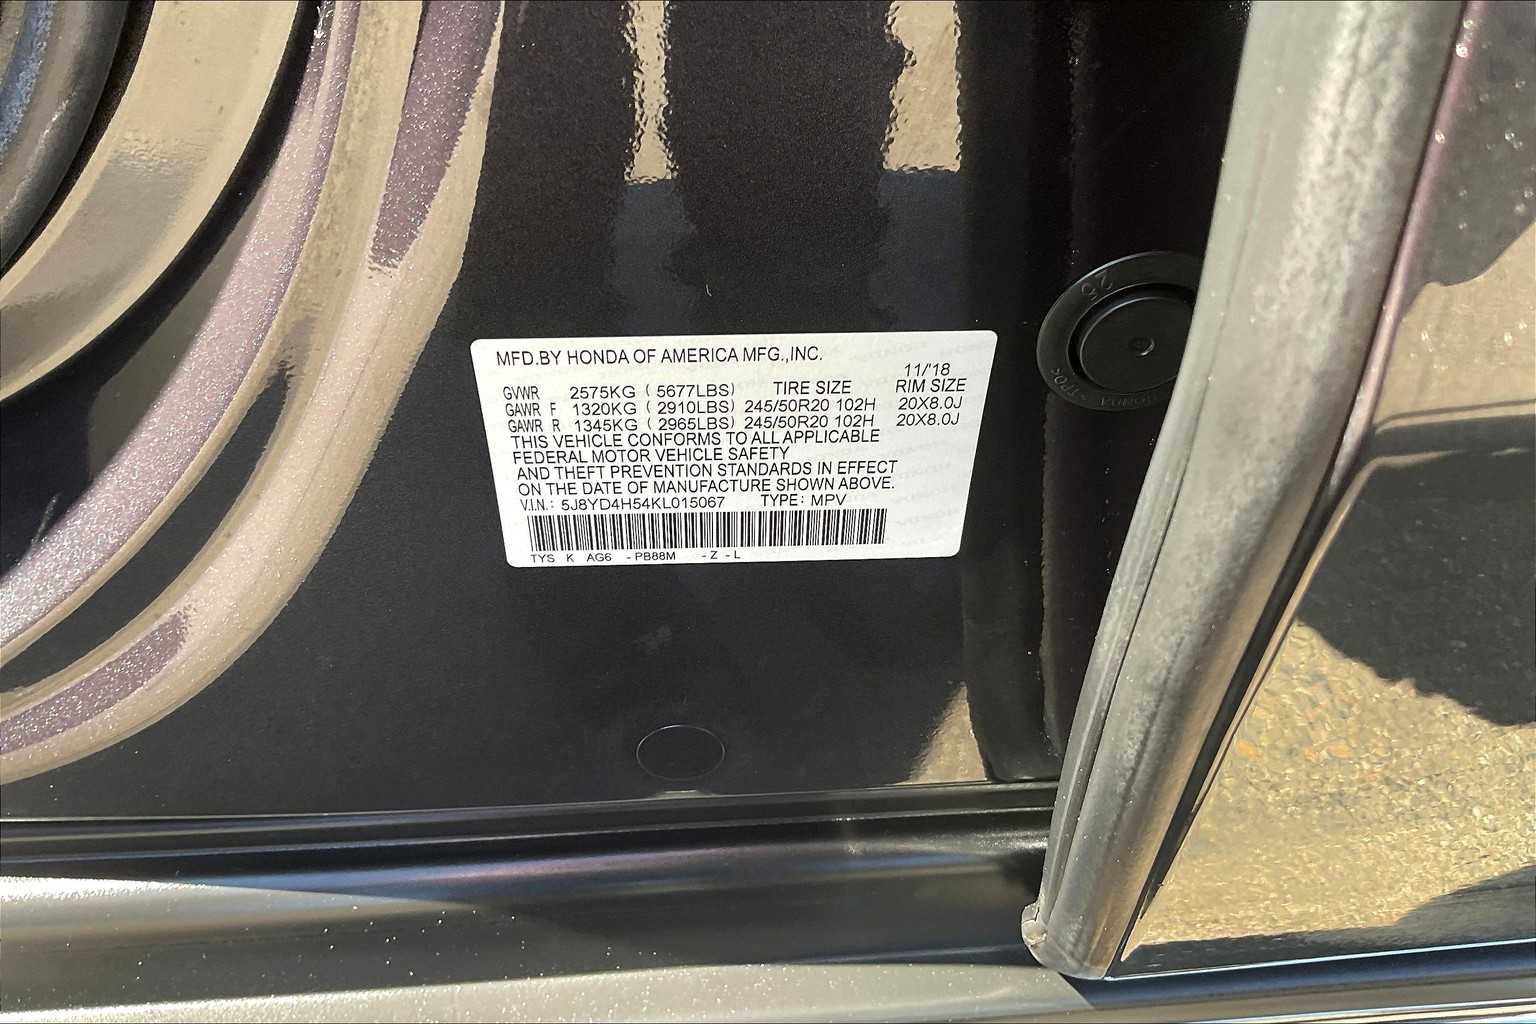 MFD.BY HONDA OF AMERICA MFG.,INC.
11/'18
GVWR 2575KG ( 5677LBS) TIRE SIZE RIM SIZE
GAWR F 1320KG ( 2910LBS) 245/50R20 102H 20X8.0J
GAWR R 1345KG ( 2965LBS) 245/50R20 102H 20X8.0J
THIS VEHICLE CONFORMS TO ALL APPLICABLE
FEDERAL MOTOR VEHICLE SAFETY
AND THEFT PREVENTION STANDARDS IN EFFECT
ON THE DATE OF MANUFACTURE SHOWN ABOVE.
V.I.N.: 5J8YD4H54KL015067 TYPE: MPV
TYS K AG6 -PB88M -Z -L